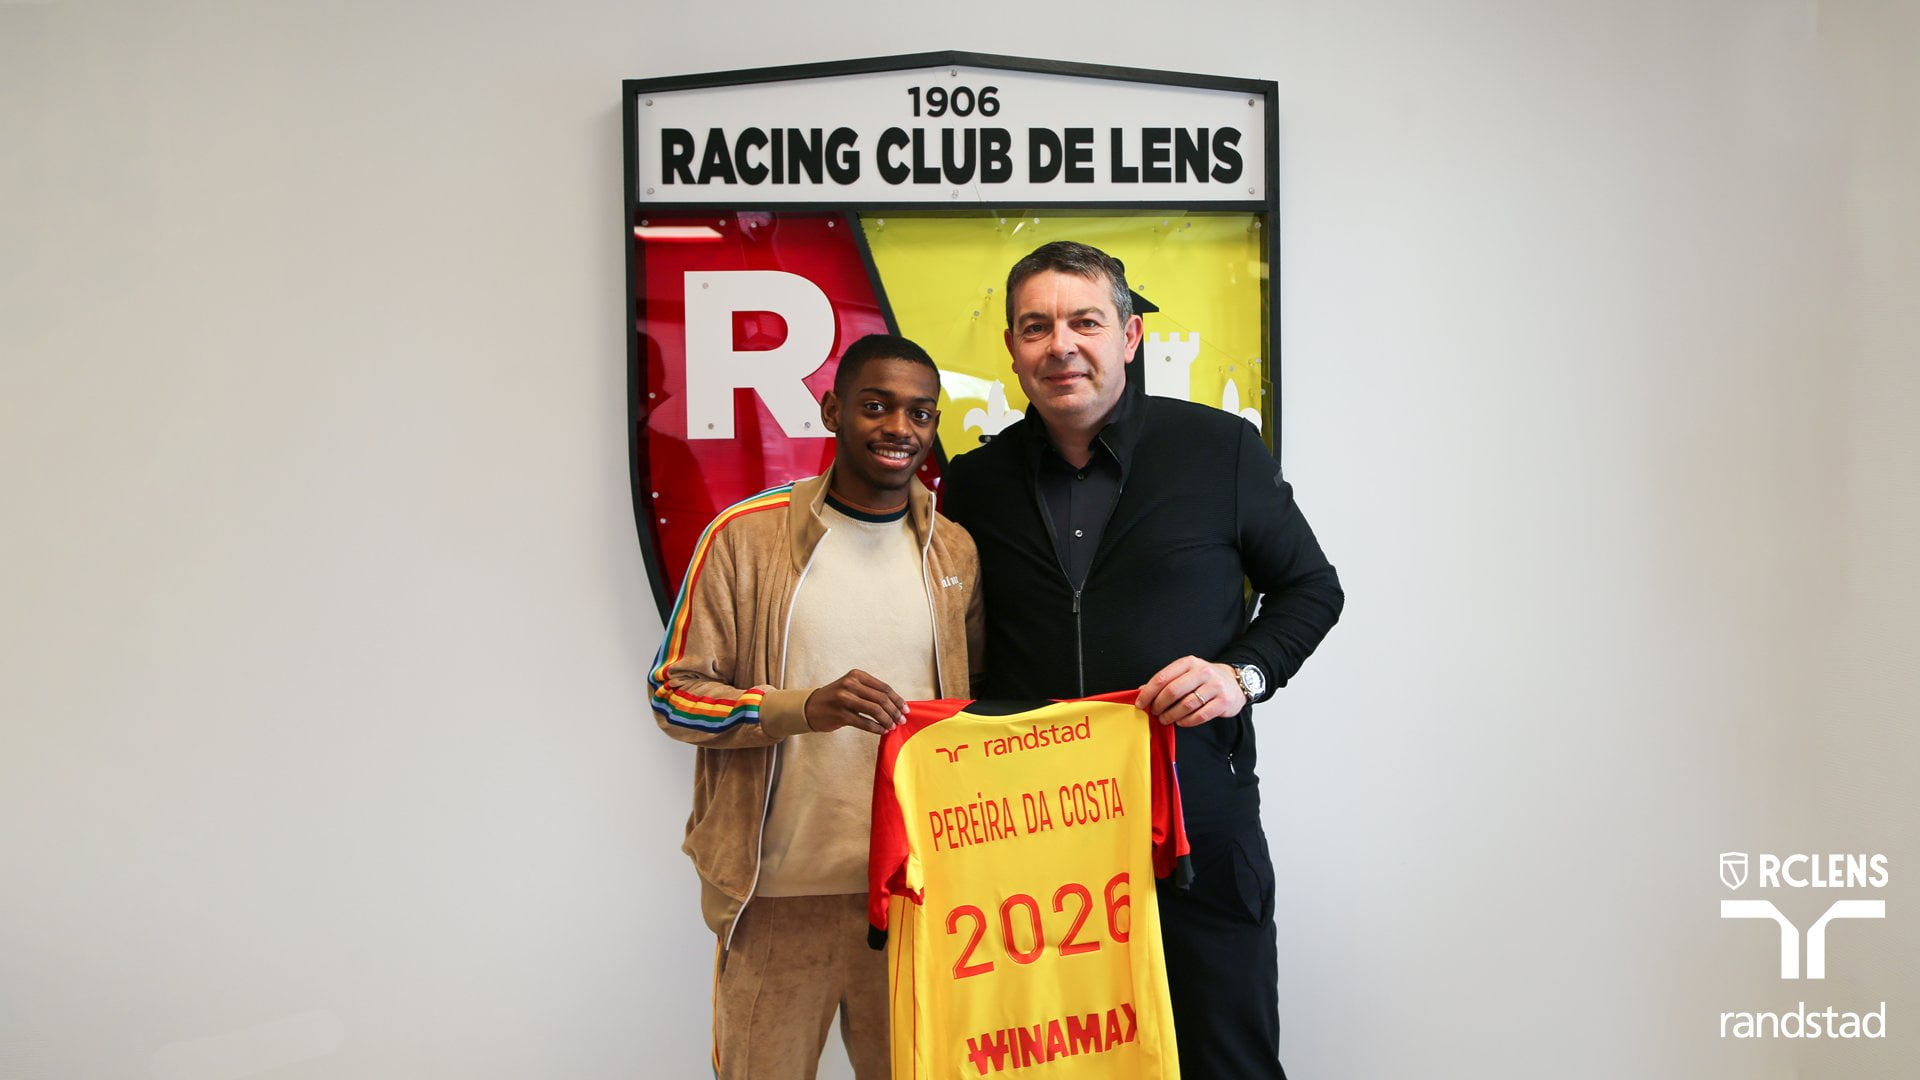 1906
RACING CLUB DE LENS
R
randstad
PEREIRA DA COSTA
2026
WINAMAX
RCLENS
randstad